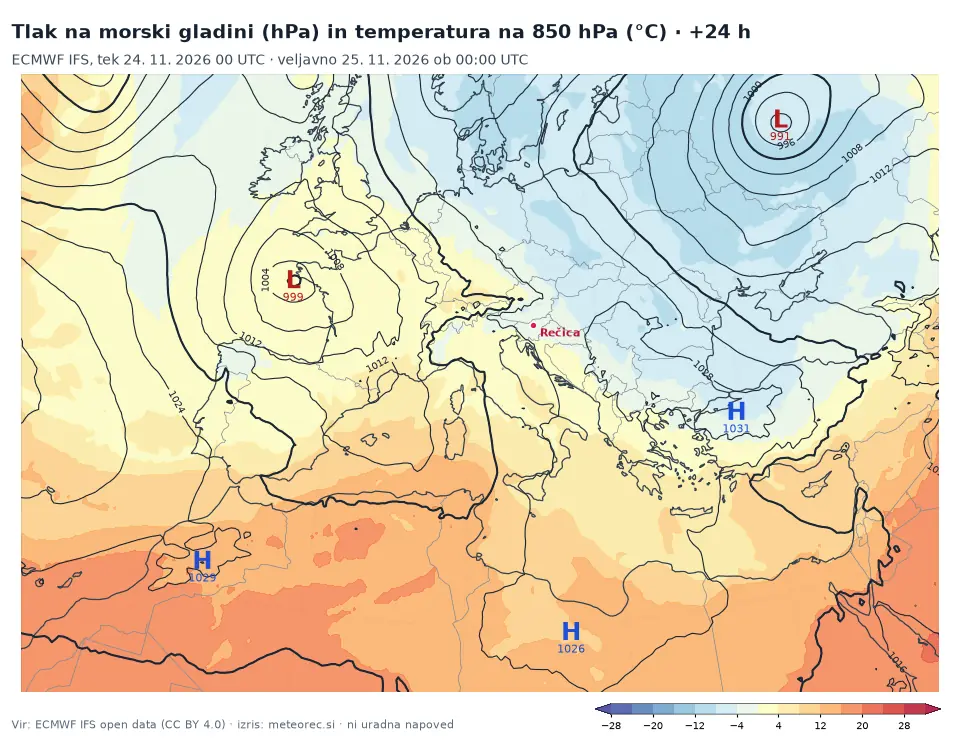 Tlak na morski gladini (hPa) in temperatura na 850 hPa (°C) · +24 h
ECMWF IFS, tek 24. 11. 2026 00 UTC · veljavno 25. 11. 2026 ob 00:00 UTC
1000
L
991
996
1008
1012
1008
1004
L
999
Rečica
1012
1012
1028
1024
H
1031
H
1029
H
1026
1016
−28 −20 −12 −4 4 12 20 28
Vir: ECMWF IFS open data (CC BY 4.0) · izris: meteorec.si · ni uradna napoved